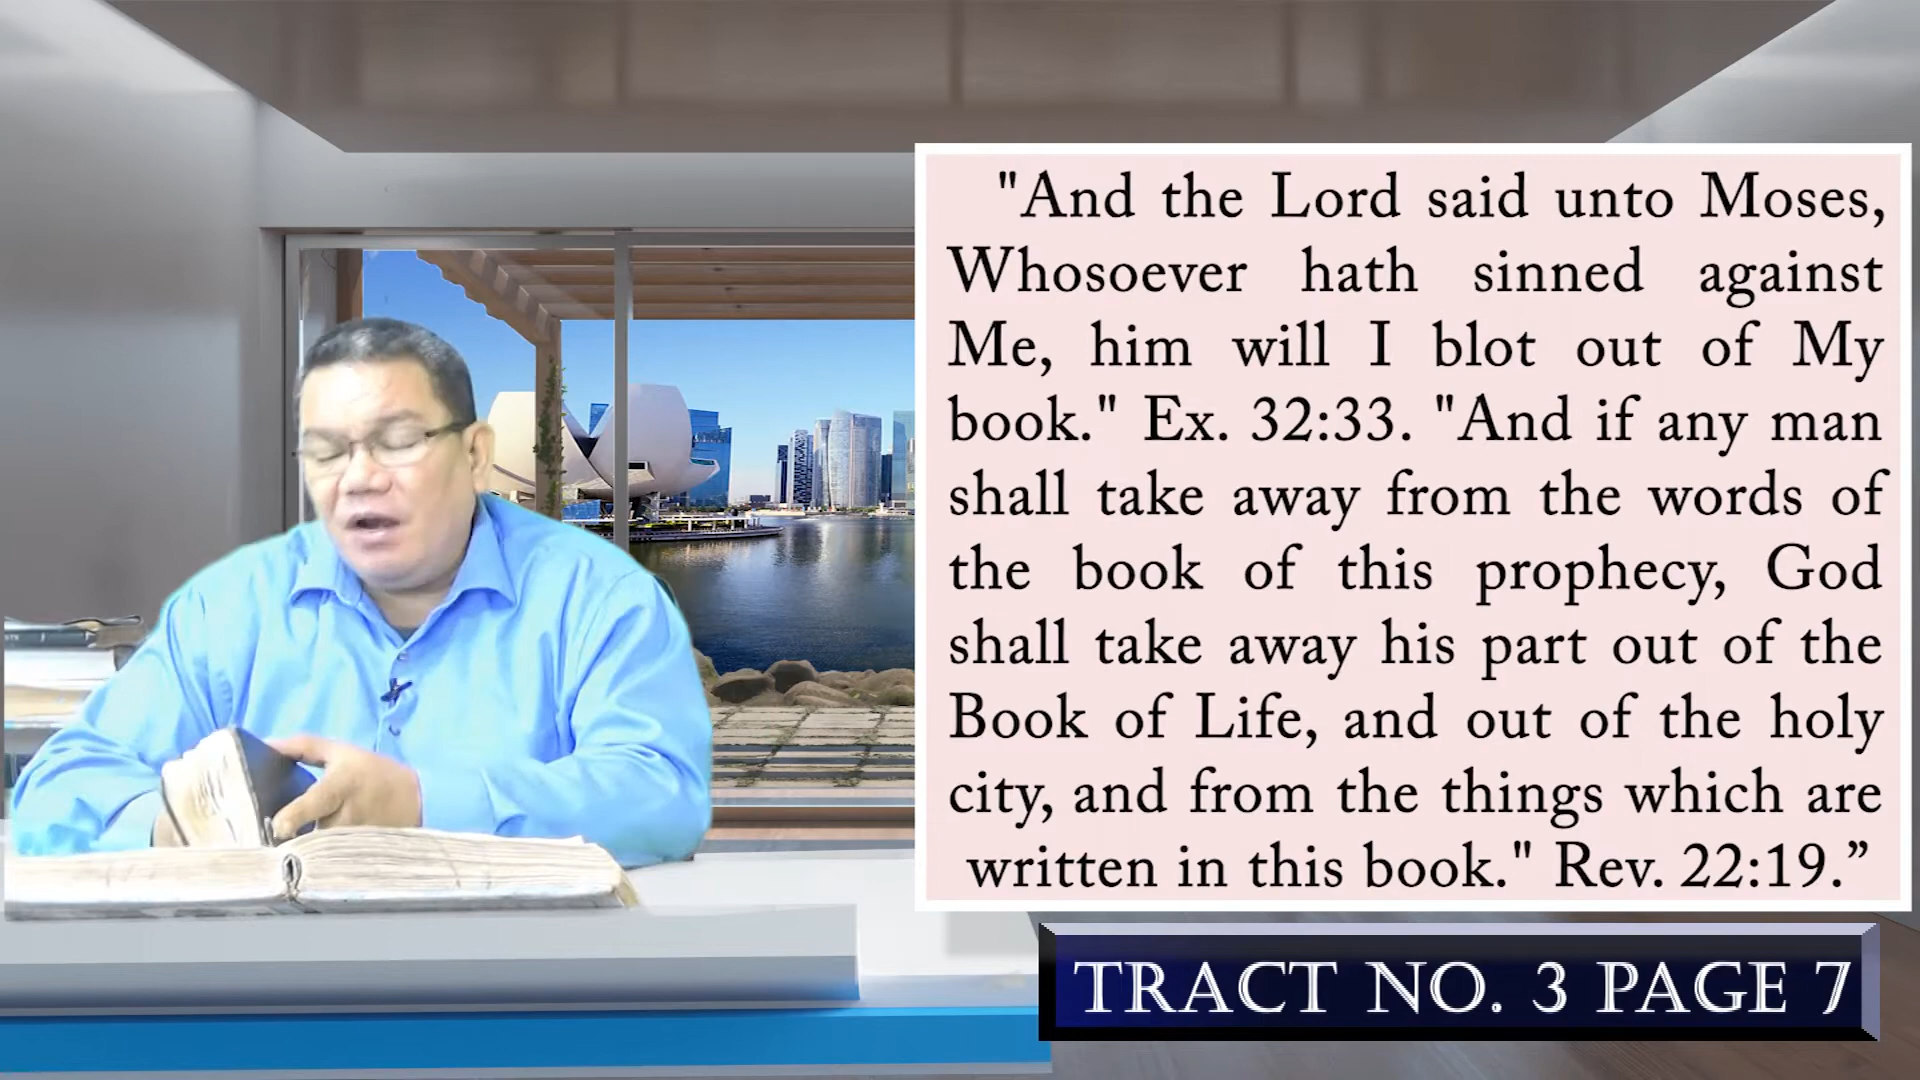 "And the Lord said unto Moses,
Whosoever hath sinned against
Me, him will I blot out of My
book." Ex. 32:33. "And if any man
shall take away from the words of
the book of this prophecy, God
shall take away his part out of the
Book of Life, and out of the holy
city, and from the things which are
written in this book." Rev. 22:19.”
TRACT NO. 3 PAGE 7